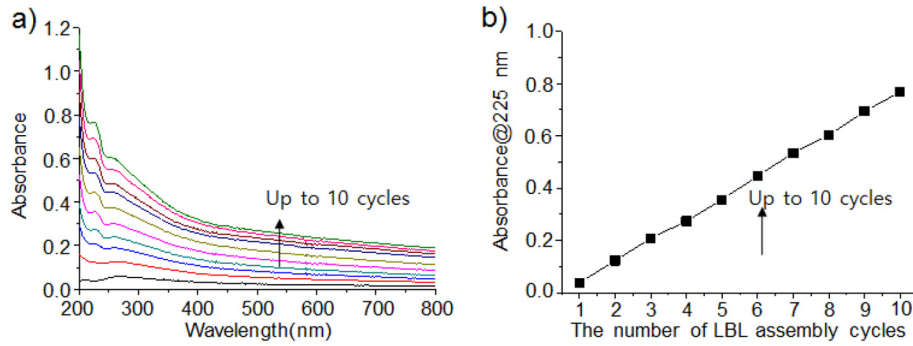 a)
1.2
1.0
0.8
0.6
0.4
0.2
0.0
Absorbance
Up to 10 cycles
200 300 400 500 600 700 800
Wavelength(nm)
b)
1.0
0.8
0.6
0.4
0.2
0.0
Absorbance@225 nm
Up to 10 cycles
1 2 3 4 5 6 7 8 9 10
The number of LBL assembly cycles